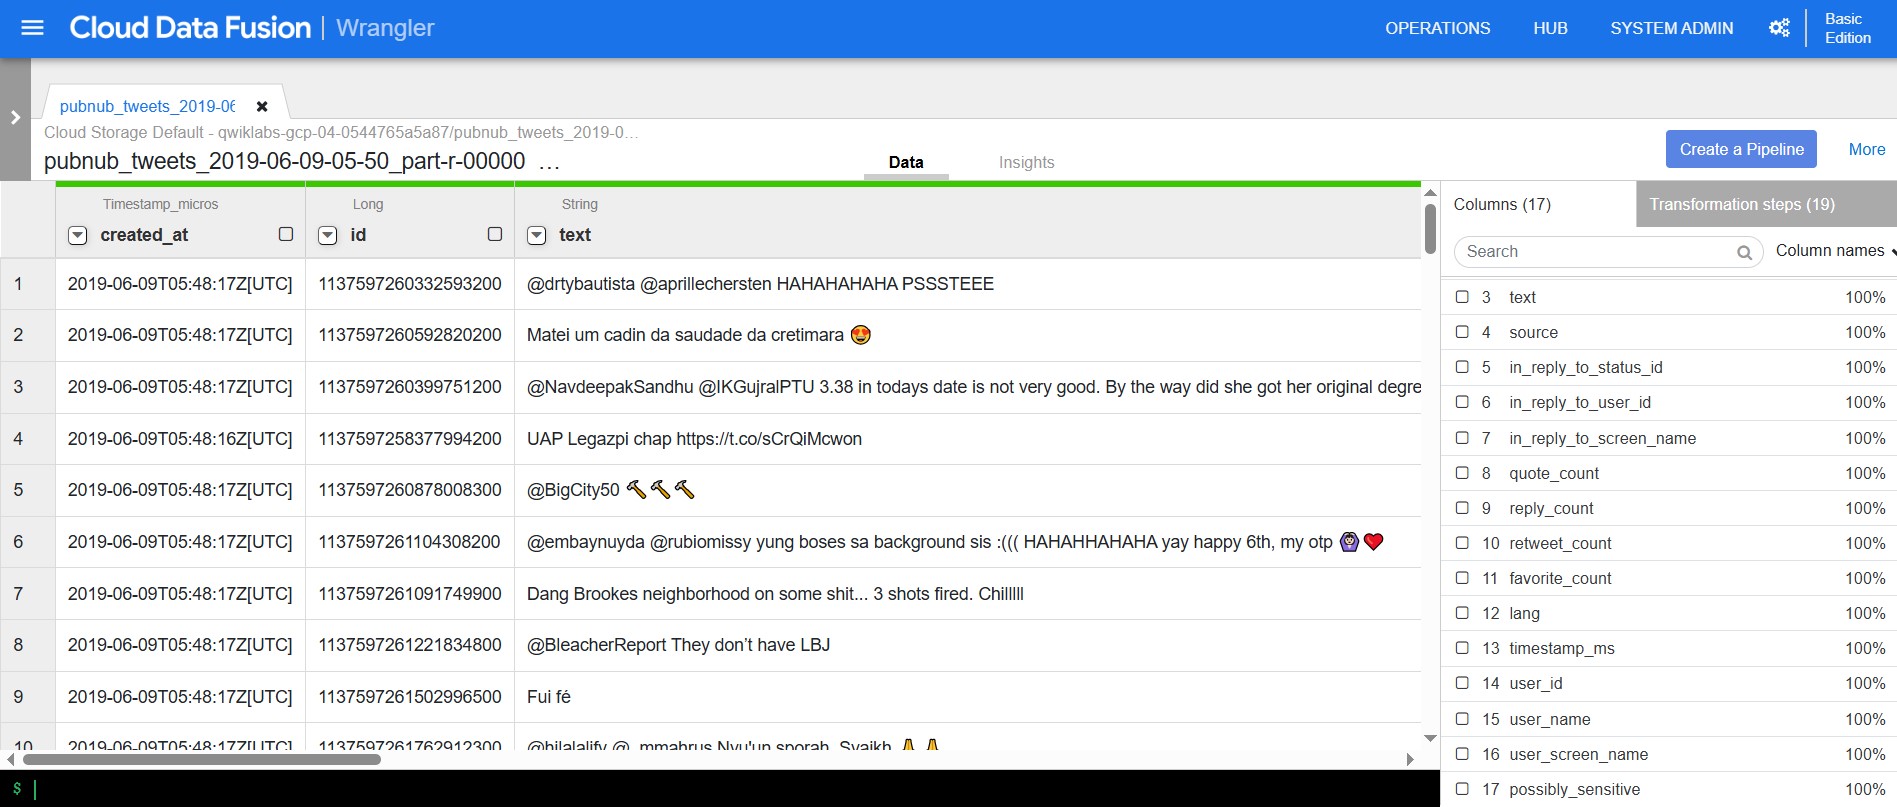 Cloud Data Fusion | Wrangler
OPERATIONS HUB SYSTEM ADMIN Basic Edition
pubnub_tweets_2019-06
Cloud Storage Default - qwiklabs-gcp-04-0544765a5a87/pubnub_tweets_2019-0…
pubnub_tweets_2019-06-09-05-50_part-r-00000 …
Data Insights
Create a Pipeline More
Timestamp_micros Long String
created_at id text
1 2019-06-09T05:48:17Z[UTC] 1137597260332593200 @drtybautista @aprillechersten HAHAHAHAHA PSSSTEEE
2 2019-06-09T05:48:17Z[UTC] 1137597260592820200 Matei um cadin da saudade da cretimara 😍
3 2019-06-09T05:48:17Z[UTC] 1137597260399751200 @NavdeepakSandhu @IKGujralPTU 3.38 in todays date is not very good. By the way did she got her original degre
4 2019-06-09T05:48:16Z[UTC] 1137597258377994200 UAP Legazpi chap https://t.co/sCrQiMcwon
5 2019-06-09T05:48:17Z[UTC] 1137597260878008300 @BigCity50 🔨🔨🔨
6 2019-06-09T05:48:17Z[UTC] 1137597261104308200 @embaynuyda @rubiomissy yung boses sa background sis :((( HAHAHHAHAHA yay happy 6th, my otp 🙆❤️
7 2019-06-09T05:48:17Z[UTC] 1137597261091749900 Dang Brookes neighborhood on some shit... 3 shots fired. Chilllll
8 2019-06-09T05:48:17Z[UTC] 1137597261221834800 @BleacherReport They don’t have LBJ
9 2019-06-09T05:48:17Z[UTC] 1137597261502996500 Fui fé
10 2019-06-09T05:48:17Z[UTC] 1137597261762912300 @hilalalify @_mmahrus Nyu'un sporah, Syaikh 🙏🙏
$
Columns (17) Transformation steps (19)
Search Column names
3 text 100%
4 source 100%
5 in_reply_to_status_id 100%
6 in_reply_to_user_id 100%
7 in_reply_to_screen_name 100%
8 quote_count 100%
9 reply_count 100%
10 retweet_count 100%
11 favorite_count 100%
12 lang 100%
13 timestamp_ms 100%
14 user_id 100%
15 user_name 100%
16 user_screen_name 100%
17 possibly_sensitive 100%